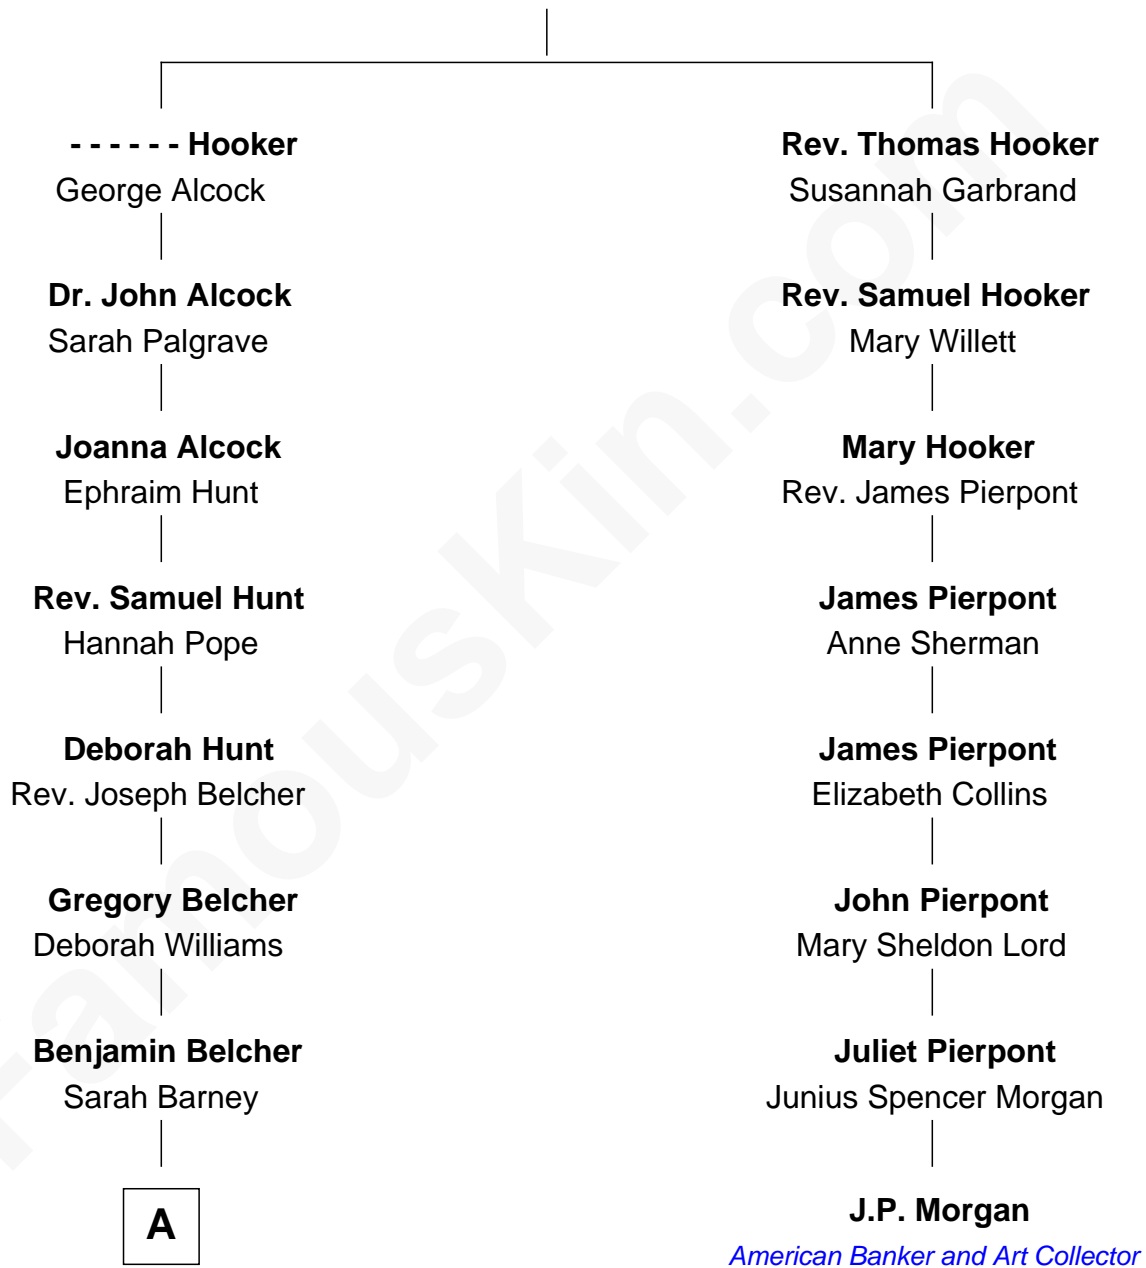 - - - - - - Hooker
George Alcock
Dr. John Alcock
Sarah Palgrave
Joanna Alcock
Ephraim Hunt
Rev. Samuel Hunt
Hannah Pope
Deborah Hunt
Rev. Joseph Belcher
Gregory Belcher
Deborah Williams
Benjamin Belcher
Sarah Barney
A
Rev. Thomas Hooker
Susannah Garbrand
Rev. Samuel Hooker
Mary Willett
Mary Hooker
Rev. James Pierpont
James Pierpont
Anne Sherman
James Pierpont
Elizabeth Collins
John Pierpont
Mary Sheldon Lord
Juliet Pierpont
Junius Spencer Morgan
J.P. Morgan
American Banker and Art Collector
FamousKin.com